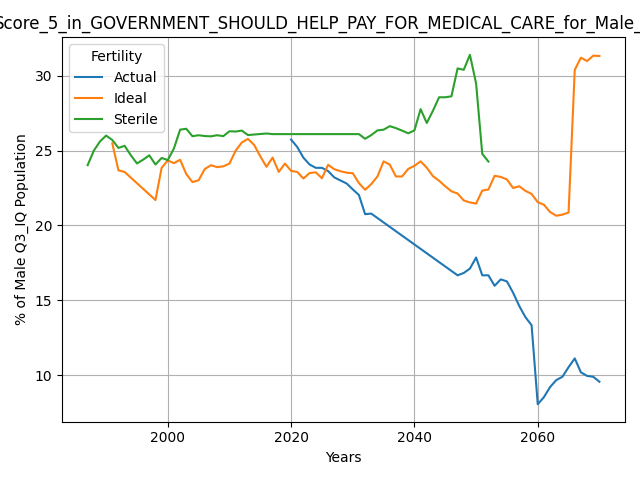 Score_5_in_GOVERNMENT_SHOULD_HELP_PAY_FOR_MEDICAL_CARE_for_Male_
Fertility
Actual
Ideal
Sterile
% of Male Q3_IQ Population
30
25
20
15
10
2000
2020
2040
2060
Years